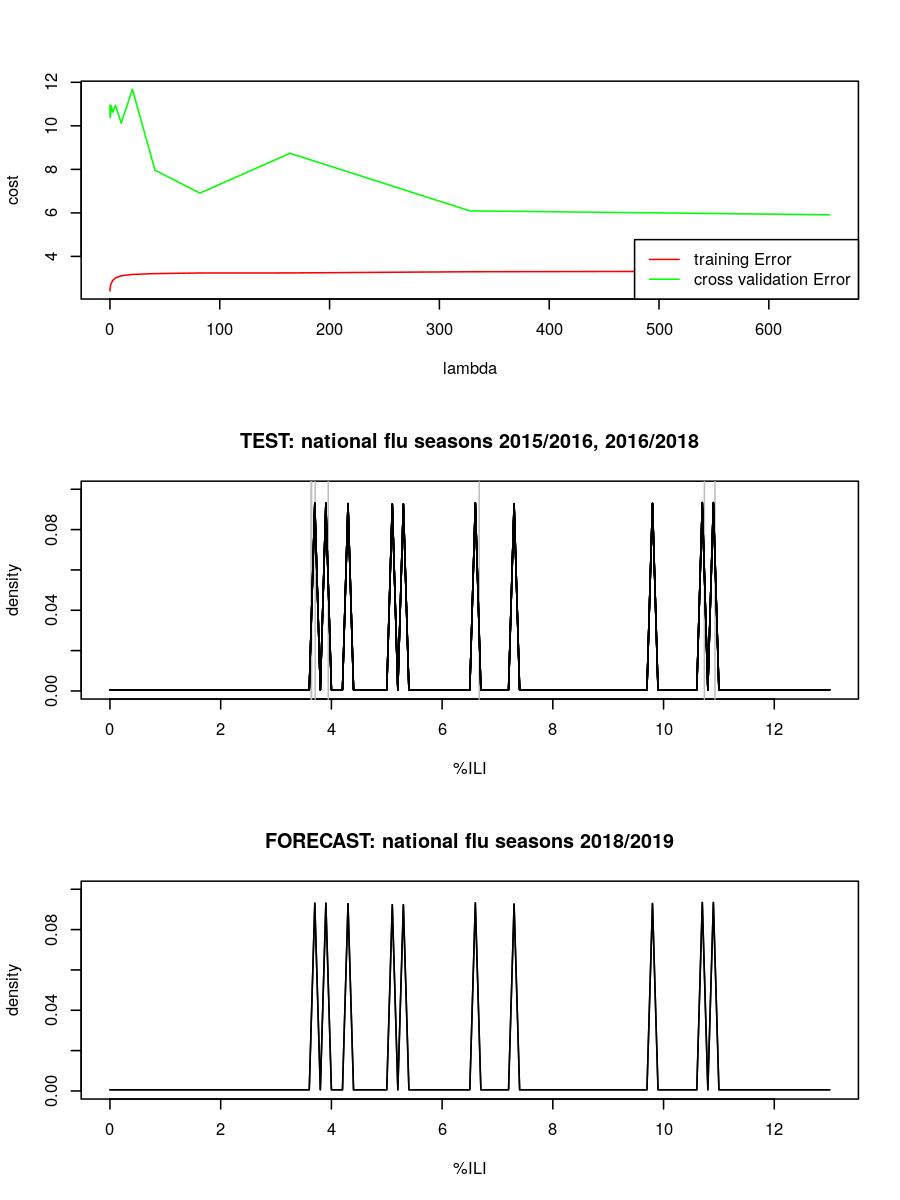 12
10
8
6
4
cost
training Error
cross validation Error
0 100 200 300 400 500 600
lambda
TEST: national flu seasons 2015/2016, 2016/2018
0.08
0.04
0.00
density
0 2 4 6 8 10 12
%ILI
FORECAST: national flu seasons 2018/2019
0.08
0.04
0.00
density
0 2 4 6 8 10 12
%ILI